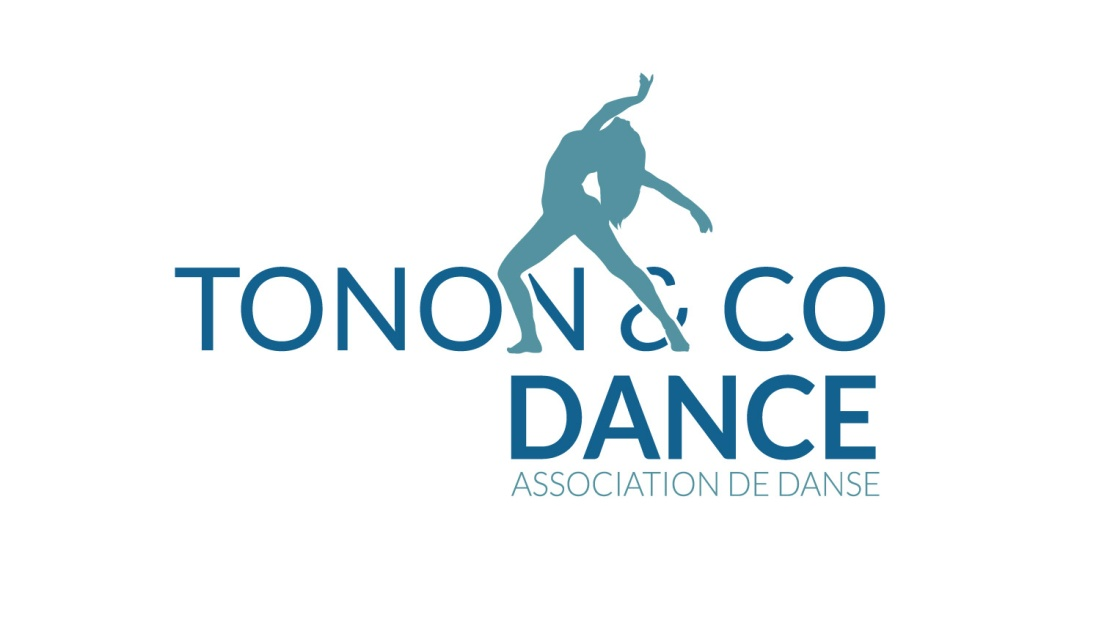 TONON & CO
DANCE
ASSOCIATION DE DANSE